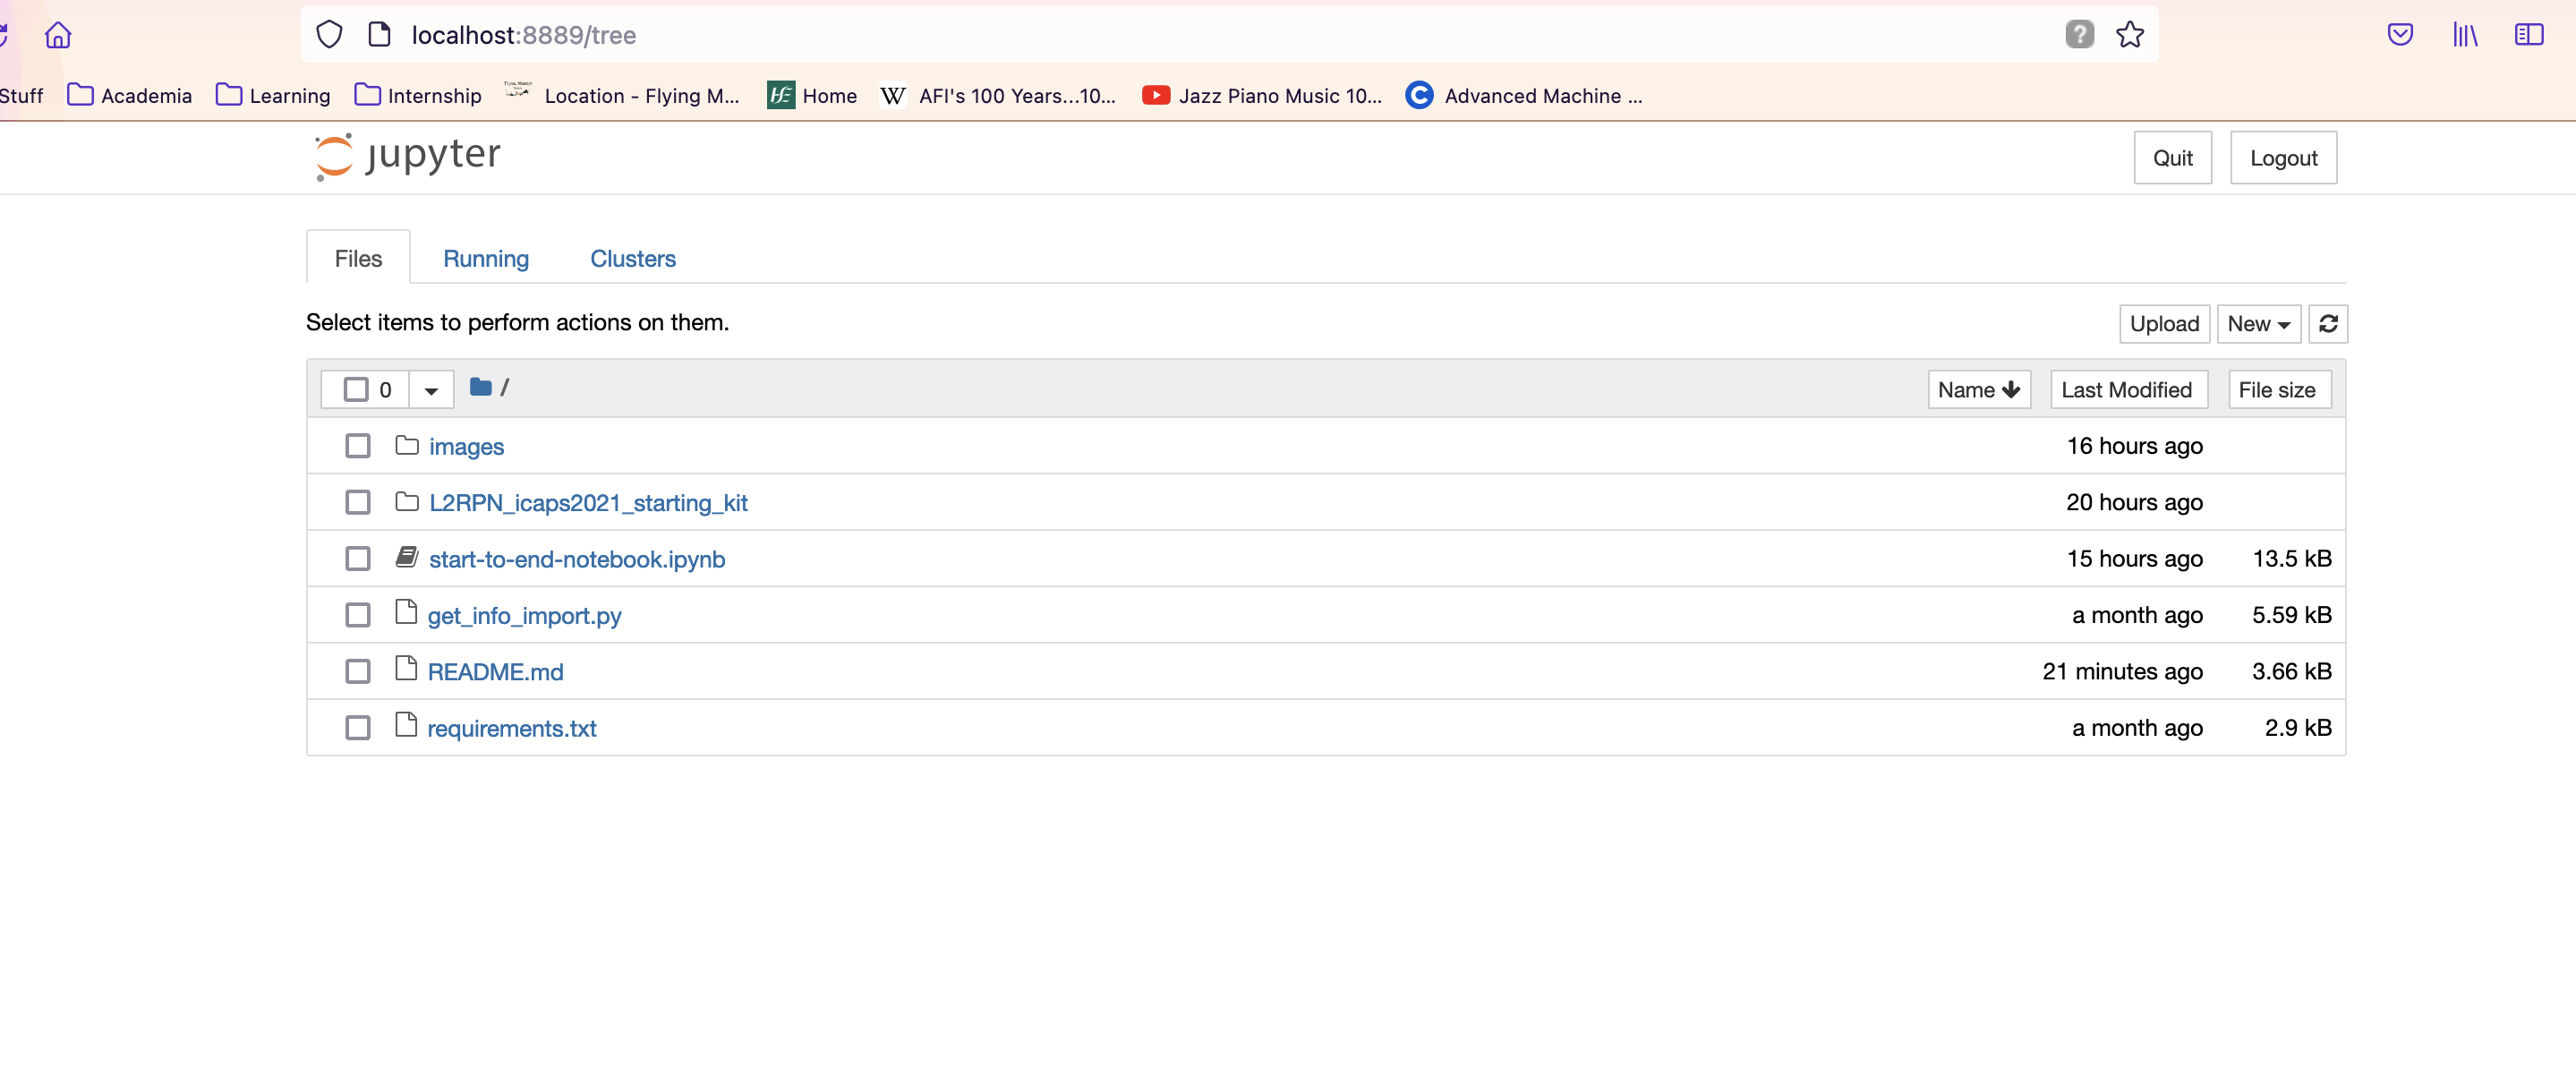 localhost:8889/tree
Stuff Academia Learning Internship Location - Flying M... Home W AFI's 100 Years...10... Jazz Piano Music 10... Advanced Machine ...
jupyter Quit Logout
Files Running Clusters
Select items to perform actions on them. Upload New
0 / Name Last Modified File size
images 16 hours ago
L2RPN_icaps2021_starting_kit 20 hours ago
start-to-end-notebook.ipynb 15 hours ago 13.5 kB
get_info_import.py a month ago 5.59 kB
README.md 21 minutes ago 3.66 kB
requirements.txt a month ago 2.9 kB